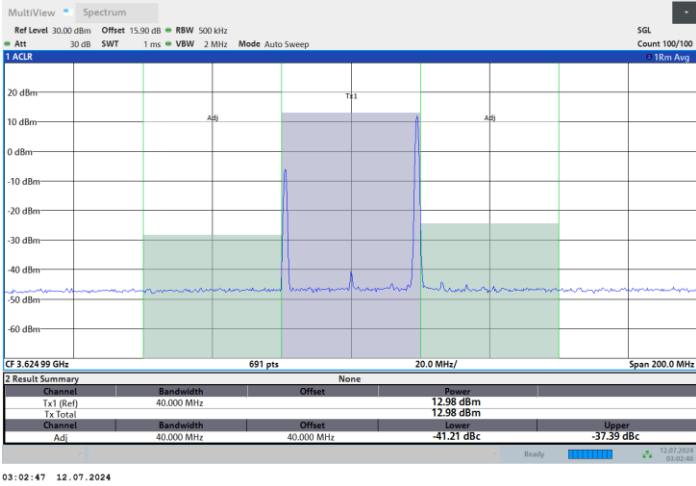 MultiView Spectrum
Ref Level 30.00 dBm Offset 15.90 dB RBW 500 kHz SGL
Att 30 dB SWT 1 ms VBW 2 MHz Mode Auto Sweep Count 100/100
1 ACLR 1Rm Avg
Tx1
20 dBm
Adj Adj
10 dBm
0 dBm
-10 dBm
-20 dBm
-30 dBm
-40 dBm
-50 dBm
-60 dBm
CF 3.624 99 GHz 691 pts 20.0 MHz/ Span 200.0 MHz
2 Result Summary None
Channel Bandwidth Offset Power
Tx1 (Ref) 40.000 MHz 12.98 dBm
Tx Total 12.98 dBm
Channel Bandwidth Offset Lower Upper
Adj 40.000 MHz 40.000 MHz -41.21 dBc -37.39 dBc
Ready 12.07.2024
03:02:48
03:02:47 12.07.2024